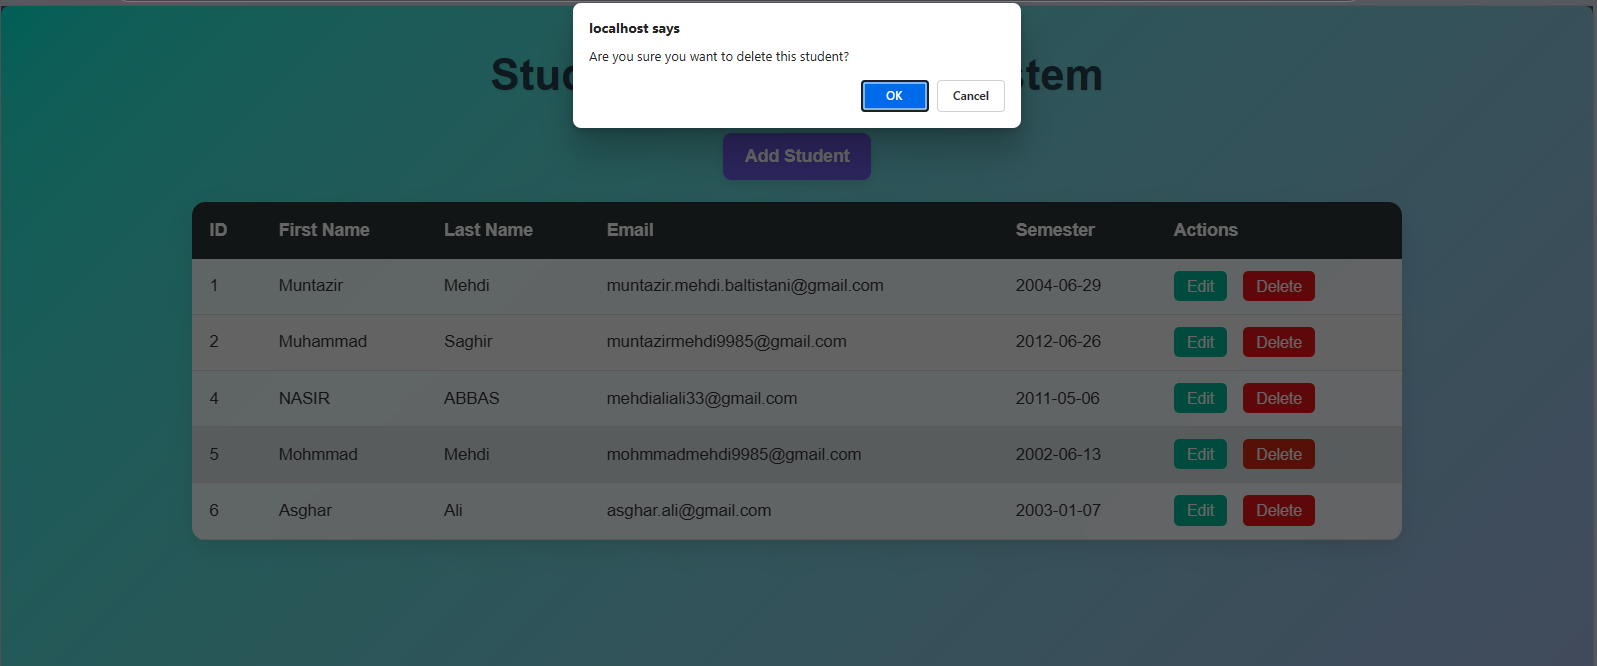 localhost says
Are you sure you want to delete this student?
OK Cancel
Add Student
ID First Name Last Name Email Semester Actions
1 Muntazir Mehdi muntazir.mehdi.baltistani@gmail.com 2004-06-29 Edit Delete
2 Muhammad Saghir muntazirmehdi9985@gmail.com 2012-06-26 Edit Delete
4 NASIR ABBAS mehdialiali33@gmail.com 2011-05-06 Edit Delete
5 Mohmmad Mehdi mohmmadmehdi9985@gmail.com 2002-06-13 Edit Delete
6 Asghar Ali asghar.ali@gmail.com 2003-01-07 Edit Delete